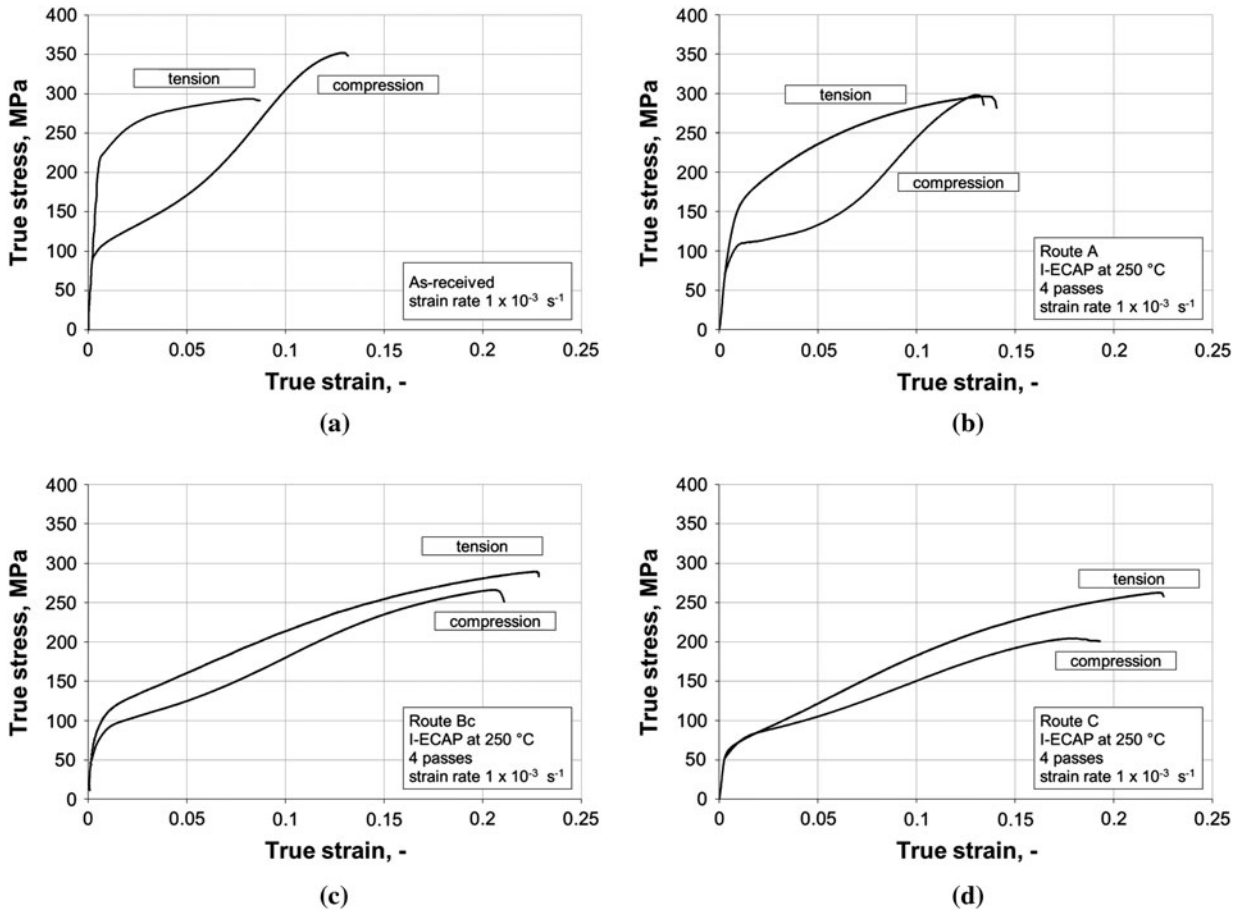 400
350
300
250
200
150
100
50
0
True stress, MPa
tension
compression
As-received
strain rate 1 x 10⁻³ s⁻¹
0 0.05 0.1 0.15 0.2 0.25
True strain, -
(a)
400
350
300
250
200
150
100
50
0
True stress, MPa
tension
compression
Route A
I-ECAP at 250 °C
4 passes
strain rate 1 x 10⁻³ s⁻¹
0 0.05 0.1 0.15 0.2 0.25
True strain, -
(b)
400
350
300
250
200
150
100
50
0
True stress, MPa
tension
compression
Route Bc
I-ECAP at 250 °C
4 passes
strain rate 1 x 10⁻³ s⁻¹
0 0.05 0.1 0.15 0.2 0.25
True strain, -
(c)
400
350
300
250
200
150
100
50
0
True stress, MPa
tension
compression
Route C
I-ECAP at 250 °C
4 passes
strain rate 1 x 10⁻³ s⁻¹
0 0.05 0.1 0.15 0.2 0.25
True strain, -
(d)